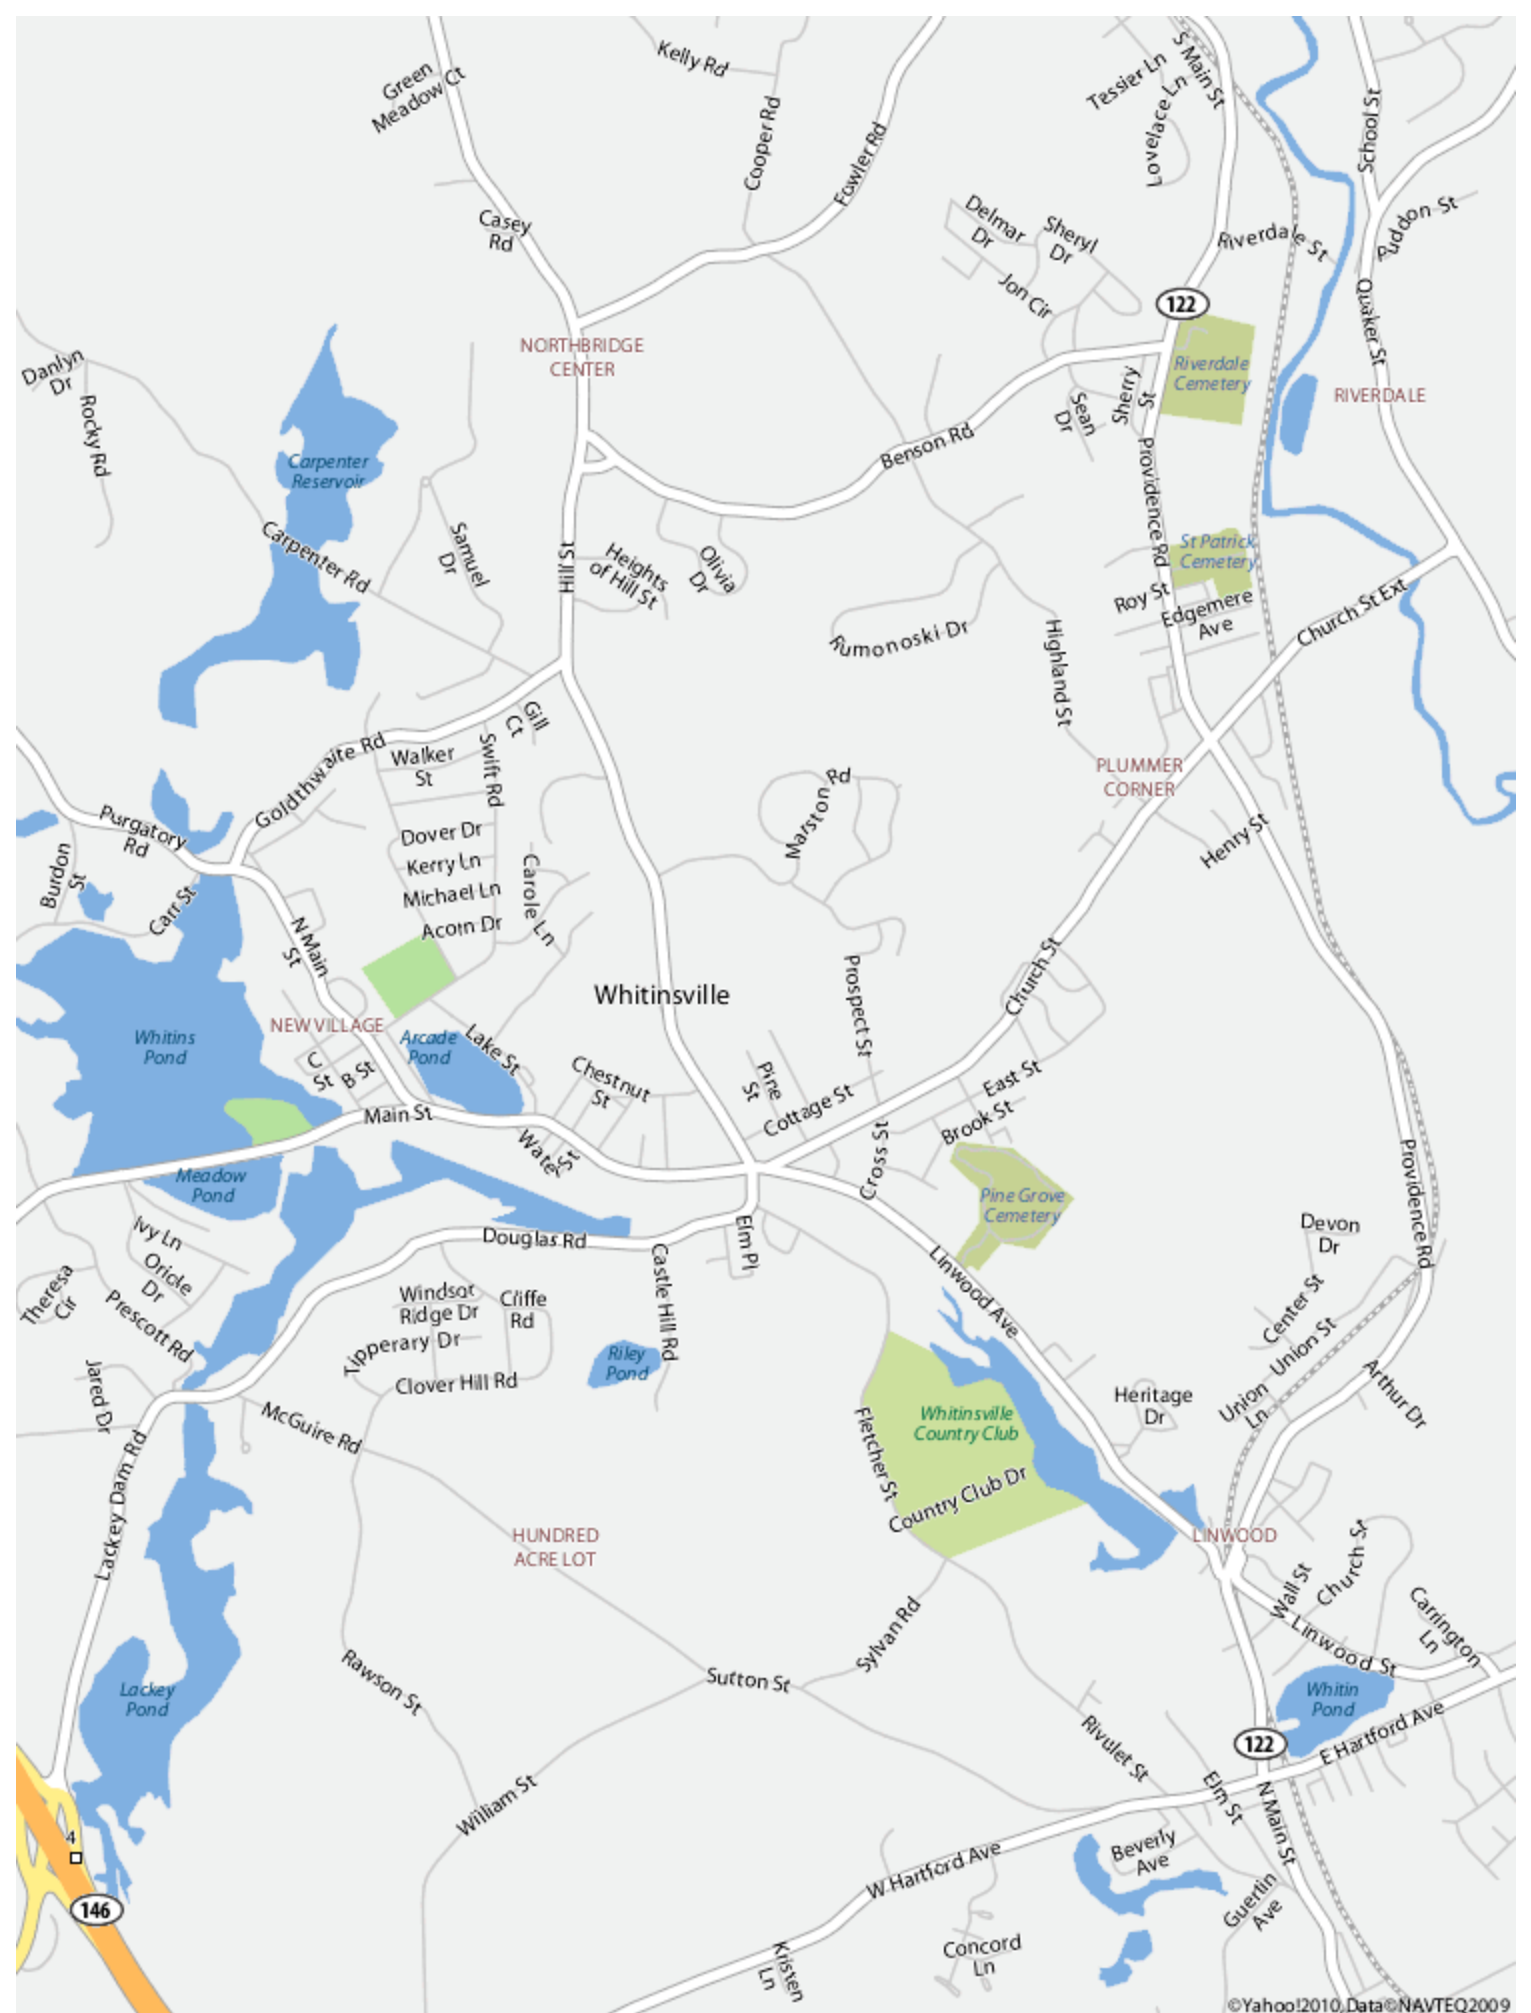 Green
Meadow Ct
Kelly Rd
Cooper Rd
Fowler Rd
Casey
Rd
Tessier Ln
Lovelace Ln
S Main St
School St
Puddon St
Delmar
Dr
Sheryl
Dr
Jon Cir
Riverdale St
122
Quaker St
NORTHBRIDGE
CENTER
Riverdale
Cemetery
RIVERDALE
Danlyn
Dr
Rocky Rd
Sherry
St
Sean
Dr
Benson Rd
Providence Rd
Carpenter
Reservoir
Carpenter Rd
Samuel
Dr
Hill St
Heights
of Hill St
Olivia
Dr
St Patrick
Cemetery
Roy St
Edgemere
Ave
Church St Ext
Rumonoski Dr
Highland St
Gill
Ct
Goldthwaite Rd
Walker
St
Swift Rd
PLUMMER
CORNER
Marston Rd
Purgatory
Rd
Dover Dr
Kerry Ln
Michael Ln
Acorn Dr
Carole Ln
Henry St
Burdon
St
Carr St
N Main
St
Whitinsville
Prospect St
Church St
NEW VILLAGE
Whitins
Pond
Arcade
Pond
Lake St
C
St
B St
Chestnut
St
Pine
St
Cottage St
East St
Brook St
Main St
Water
St
Cross St
Meadow
Pond
Pine Grove
Cemetery
Providence Rd
Ivy Ln
Oriole
Dr
Theresa
Cir
Prescott Rd
Douglas Rd
Elm Pl
Castle Hill Rd
Linwood Ave
Devon
Dr
Center St
Union St
Windsor
Ridge Dr
Cliffe
Rd
Tipperary Dr
Riley
Pond
Clover Hill Rd
Jared Dr
McGuire Rd
Heritage
Dr
Union
Ln
Arthur Dr
Whitinsville
Country Club
Fletcher St
Country Club Dr
Lackey Dam Rd
HUNDRED
ACRE LOT
LINWOOD
Wall St
Church St
Carrington
Ln
Linwood St
Sylvan Rd
Rawson St
Sutton St
Lackey
Pond
Whitin
Pond
Rivulet St
122
E Hartford Ave
William St
Elm St
N Main St
4
Beverly
Ave
W Hartford Ave
146
Guertin
Ave
Concord
Ln
Kristen
Ln
©Yahoo!2010,Data©NAVTEQ2009